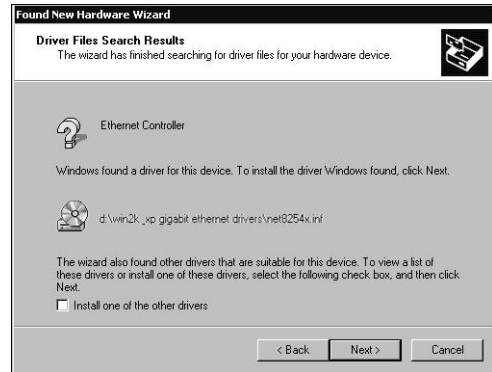 Found New Hardware Wizard
Driver Files Search Results
The wizard has finished searching for driver files for your hardware device.
Ethernet Controller
Windows found a driver for this device. To install the driver Windows found, click Next.
d:\win2k _xp gigabit ethernet drivers\net8254x.inf
The wizard also found other drivers that are suitable for this device. To view a list of
these drivers or install one of these drivers, select the following check box, and then click
Next.
Install one of the other drivers
< Back Next > Cancel